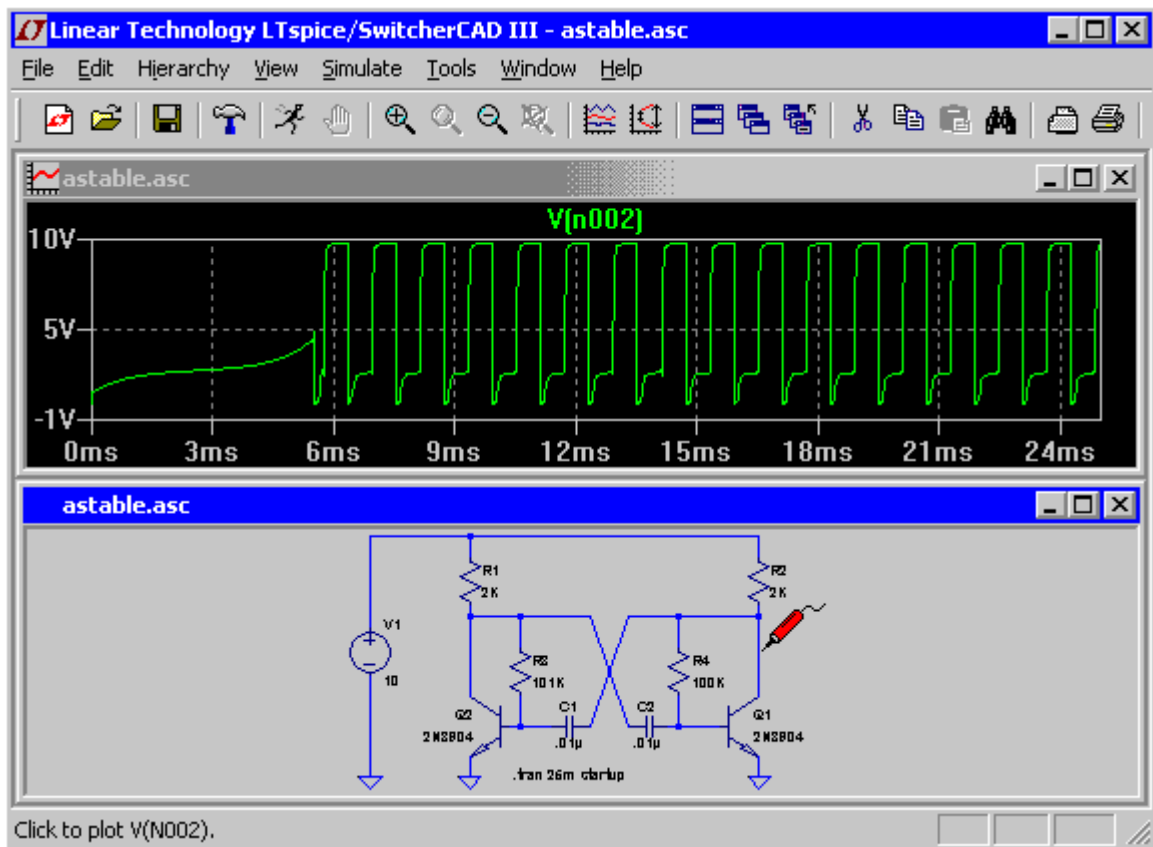 Linear Technology LTspice/SwitcherCAD III - astable.asc
File Edit Hierarchy View Simulate Tools Window Help
astable.asc
V(n002)
10V
5V
-1V
0ms 3ms 6ms 9ms 12ms 15ms 18ms 21ms 24ms
astable.asc
R1
2K
R2
2K
V1
10
R3
101K
R4
100K
C1
.01µ
C2
.01µ
Q2
2N3904
Q1
2N3904
.tran 26m startup
Click to plot V(N002).